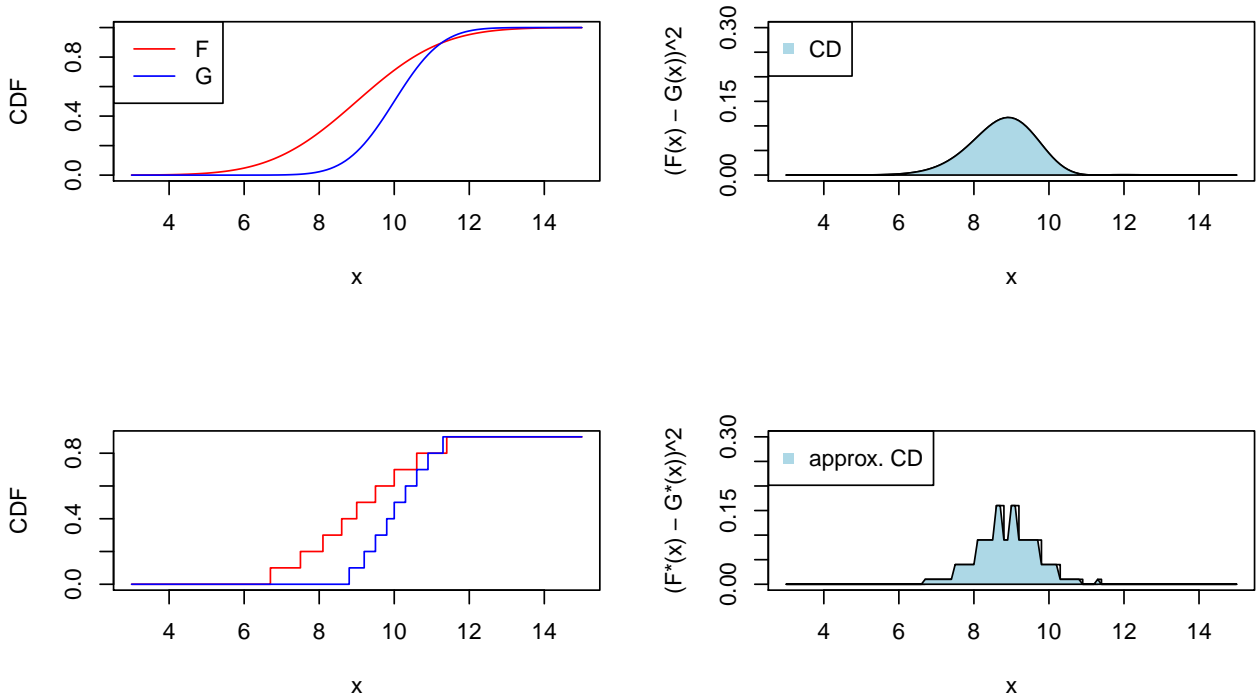 CDF
0.0 0.4 0.8
F
G
4 6 8 10 12 14
x
(F(x) − G(x))^2
0.00 0.15 0.30
CD
4 6 8 10 12 14
x
CDF
0.0 0.4 0.8
4 6 8 10 12 14
x
(F*(x) − G*(x))^2
0.00 0.15 0.30
approx. CD
4 6 8 10 12 14
x